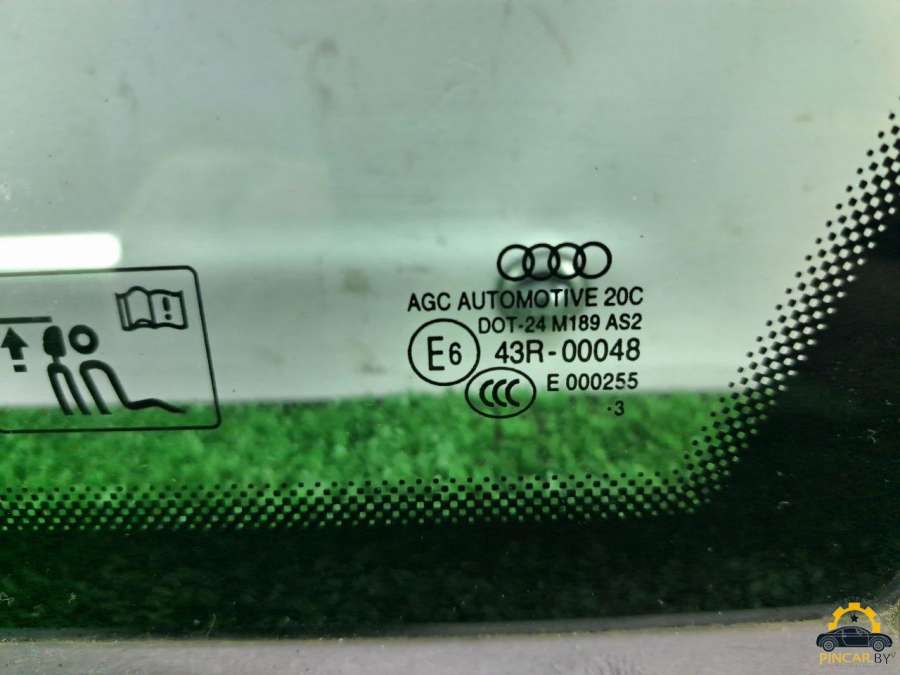 AGC AUTOMOTIVE 20C
DOT-24 M189 AS2
E6 43R-00048
CCC E 000255
·3
PINCAR.BY